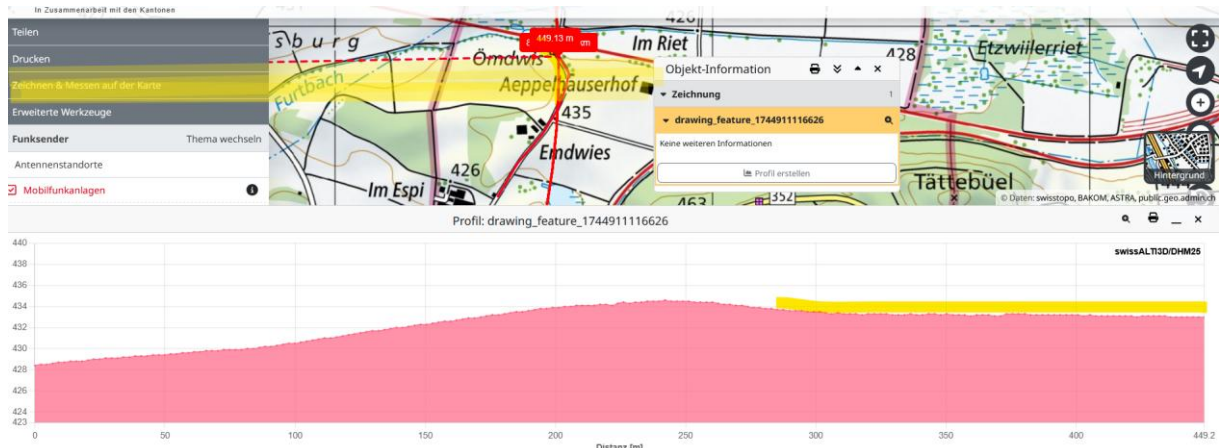 In Zusammenarbeit mit den Kantonen
Teilen
Drucken
Zeichnen & Messen auf der Karte
Erweiterte Werkzeuge
Funksender Thema wechseln
Antennenstandorte
Mobilfunkanlagen
449.13 m
Im Riet
428
Etzwiilerriet
Ömdwis
Furtbach
Aeppelhauserhof
435
Emdwies
426
Im Espi
463
352
Tättebüel
Objekt-Information
Zeichnung 1
drawing_feature_1744911116626
Keine weiteren Informationen
Profil erstellen
Hintergrund
© Daten: swisstopo, BAKOM, ASTRA, public.geo.admin.ch
Profil: drawing_feature_1744911116626
swissALTI3D/DHM25
440
438
436
434
432
430
428
426
424
423
0 50 100 150 200 250 300 350 400 449.2
Distanz [m]